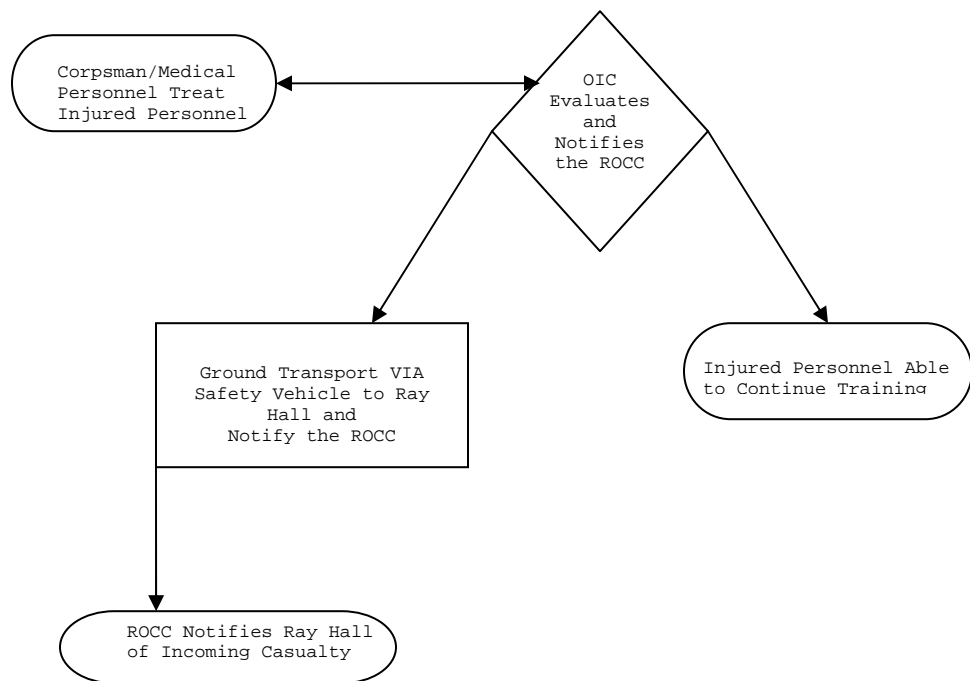 Corpsman/Medical
Personnel Treat
Injured Personnel
OIC
Evaluates
and
Notifies
the ROCC
Ground Transport VIA
Safety Vehicle to Ray
Hall and
Notify the ROCC
Injured Personnel Able
to Continue Training
ROCC Notifies Ray Hall
of Incoming Casualty